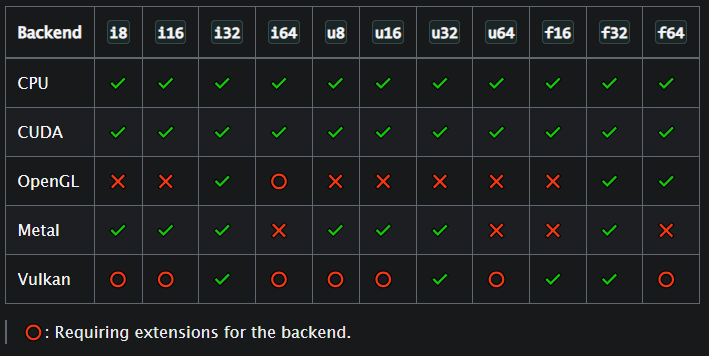 Backend i8 i16 i32 i64 u8 u16 u32 u64 f16 f32 f64
CPU ✓ ✓ ✓ ✓ ✓ ✓ ✓ ✓ ✓ ✓ ✓
CUDA ✓ ✓ ✓ ✓ ✓ ✓ ✓ ✓ ✓ ✓ ✓
OpenGL ✕ ✕ ✓ ○ ✕ ✕ ✕ ✕ ✕ ✓ ✓
Metal ✓ ✓ ✓ ✕ ✓ ✓ ✓ ✕ ✕ ✓ ✕
Vulkan ○ ○ ✓ ○ ○ ○ ✓ ○ ✓ ✓ ○
○: Requiring extensions for the backend.